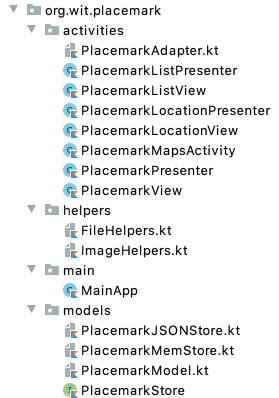 org.wit.placemark
activities
PlacemarkAdapter.kt
PlacemarkListPresenter
PlacemarkListView
PlacemarkLocationPresenter
PlacemarkLocationView
PlacemarkMapsActivity
PlacemarkPresenter
PlacemarkView
helpers
FileHelpers.kt
ImageHelpers.kt
main
MainApp
models
PlacemarkJSONStore.kt
PlacemarkMemStore.kt
PlacemarkModel.kt
PlacemarkStore